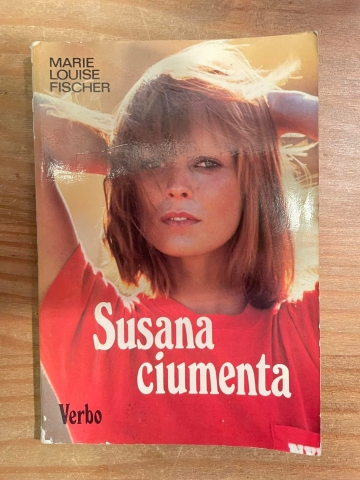 MARIE
LOUISE
FISCHER
Susana
ciumenta
Verbo